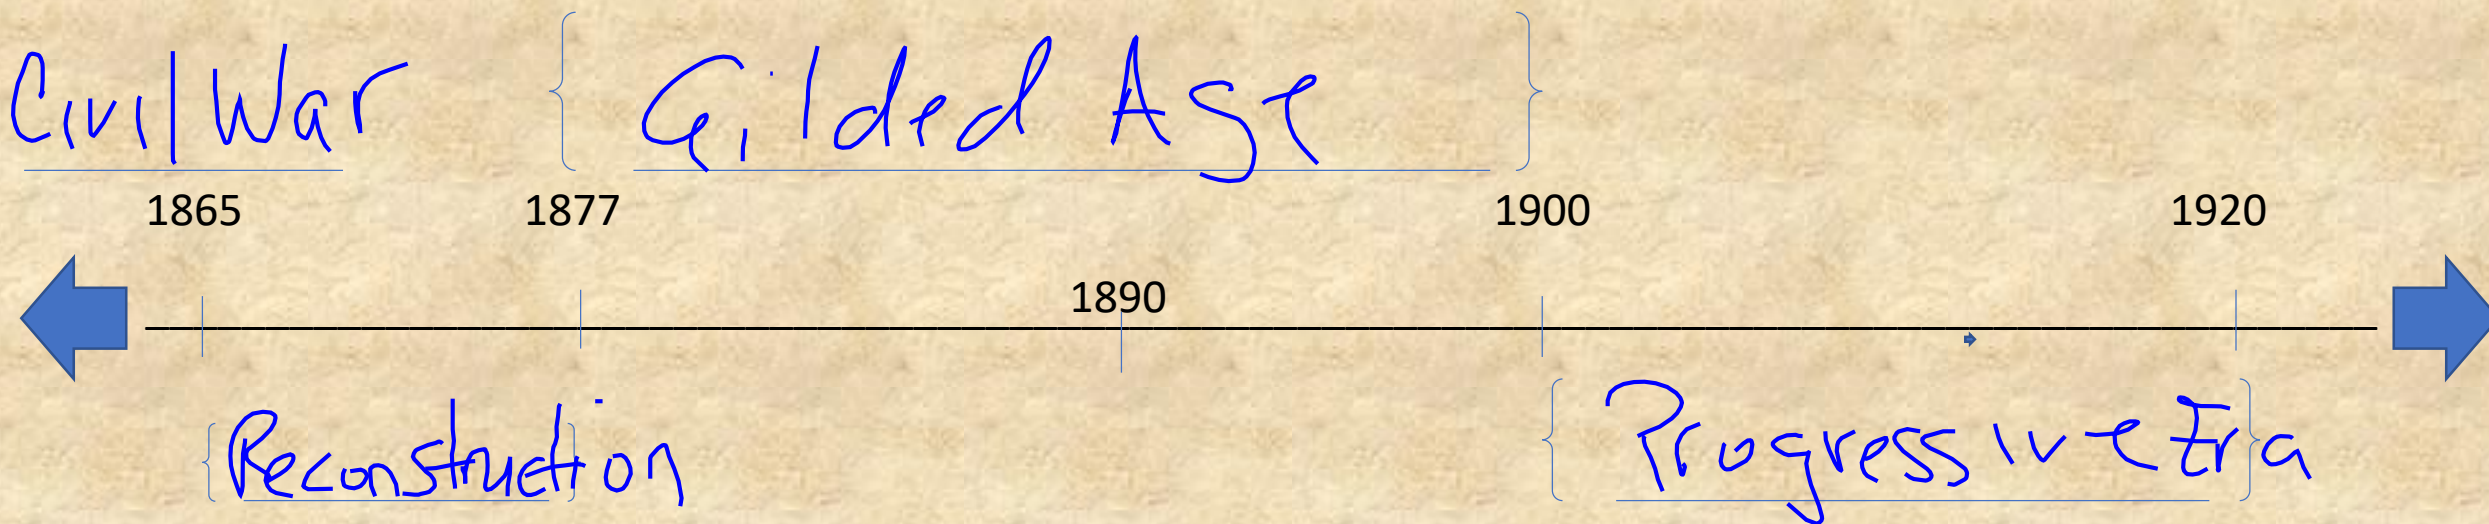 Civil War Gilded Age
1865 1877 1900 1920
1890
Reconstruction Progressive Era